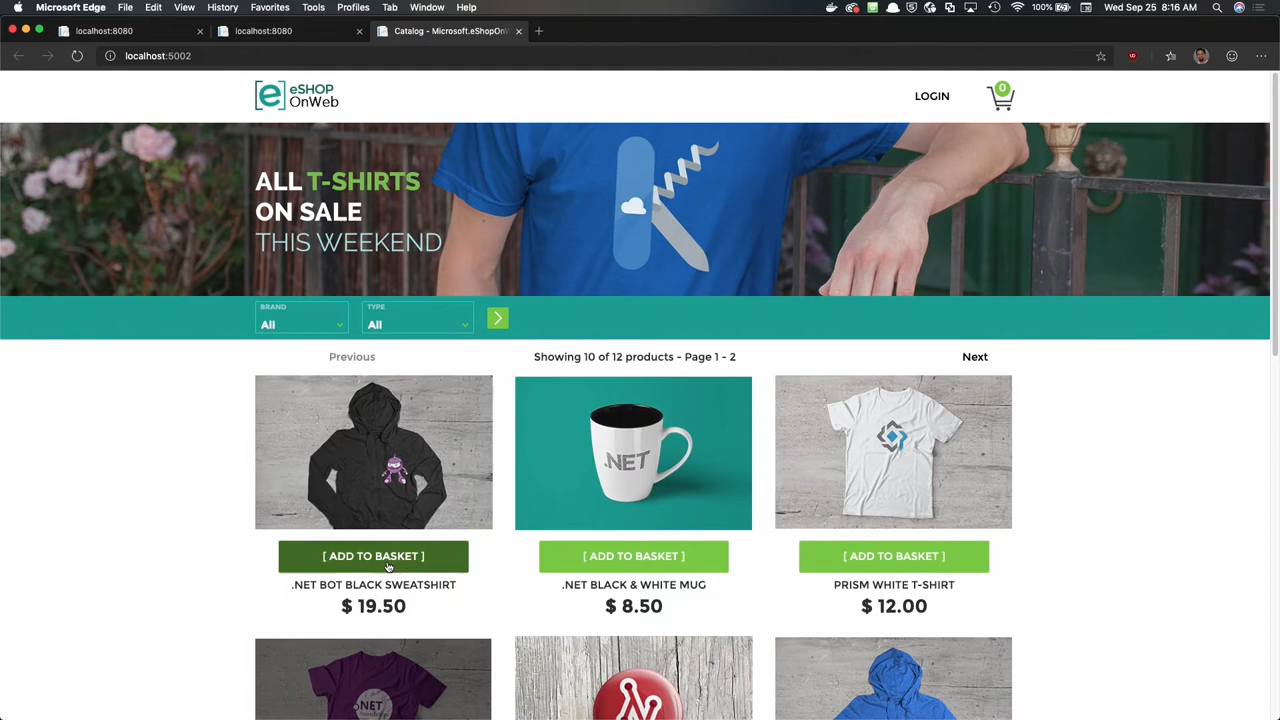 Microsoft Edge File Edit View History Favorites Tools Profiles Tab Window Help 100% Wed Sep 25 8:16 AM
localhost:8080 localhost:8080 Catalog - Microsoft.eShopOn
localhost:5002
eSHOP
OnWeb
LOGIN
0
ALL T-SHIRTS
ON SALE
THIS WEEKEND
BRAND
All
TYPE
All
Previous Showing 10 of 12 products - Page 1 - 2 Next
.NET
[ ADD TO BASKET ] [ ADD TO BASKET ] [ ADD TO BASKET ]
.NET BOT BLACK SWEATSHIRT .NET BLACK & WHITE MUG PRISM WHITE T-SHIRT
$ 19.50 $ 8.50 $ 12.00
.NET